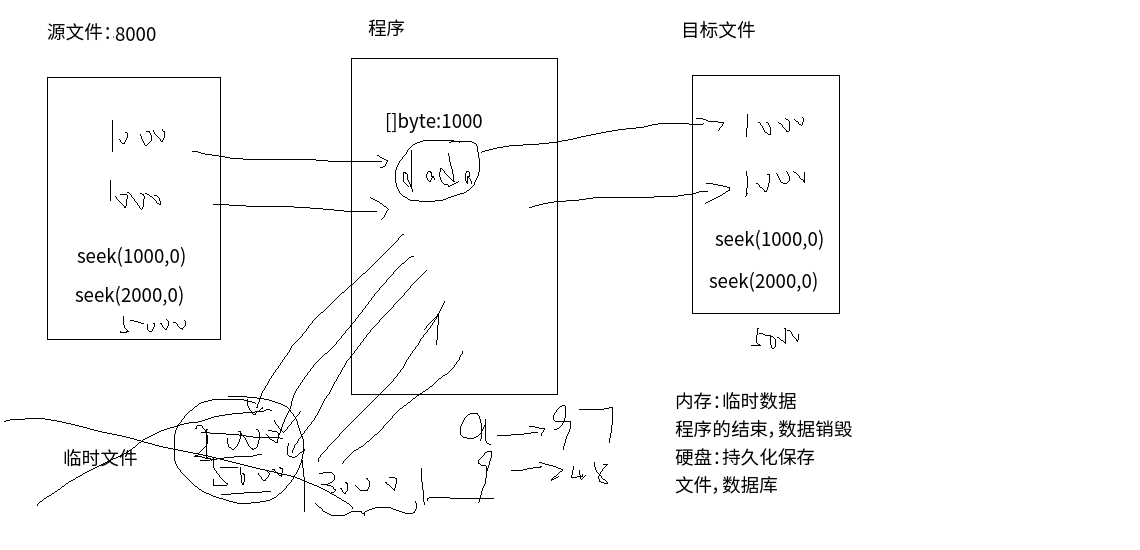 源文件：8000
程序
目标文件
[]byte:1000
1000
1000
data
1000
1000
seek(1000,0)
seek(2000,0)
5000
seek(1000,0)
seek(2000,0)
内存：临时数据
程序的结束，数据销毁
硬盘：持久化保存
文件，数据库
临时文件
5000
3000
a
97
48